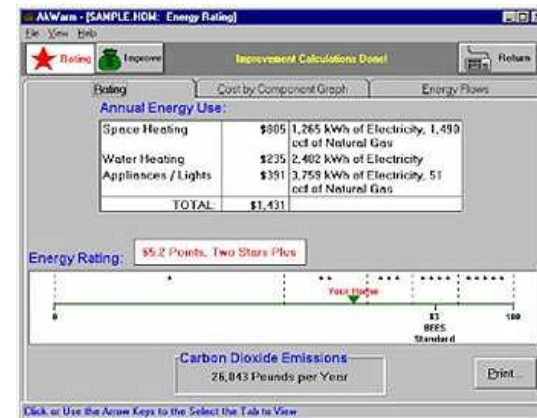 AkWarm - [SAMPLE.HOM: Energy Rating]
File View Help
Rating Improve Improvement Calculations Done! Return
Rating Cost by Component Graph Energy Flows
Annual Energy Use:
Space Heating $805 1,265 kWh of Electricity, 1,490
ccf of Natural Gas
Water Heating $235 2,402 kWh of Electricity
Appliances / Lights $391 3,759 kWh of Electricity, 51
ccf of Natural Gas
TOTAL: $1,431
Energy Rating: 65.2 Points, Two Stars Plus
* ** *** **** *****
Your Home
0 83 100
BEES
Standard
Carbon Dioxide Emissions
26,843 Pounds per Year
Print...
Click or Use the Arrow Keys to the Select the Tab to View